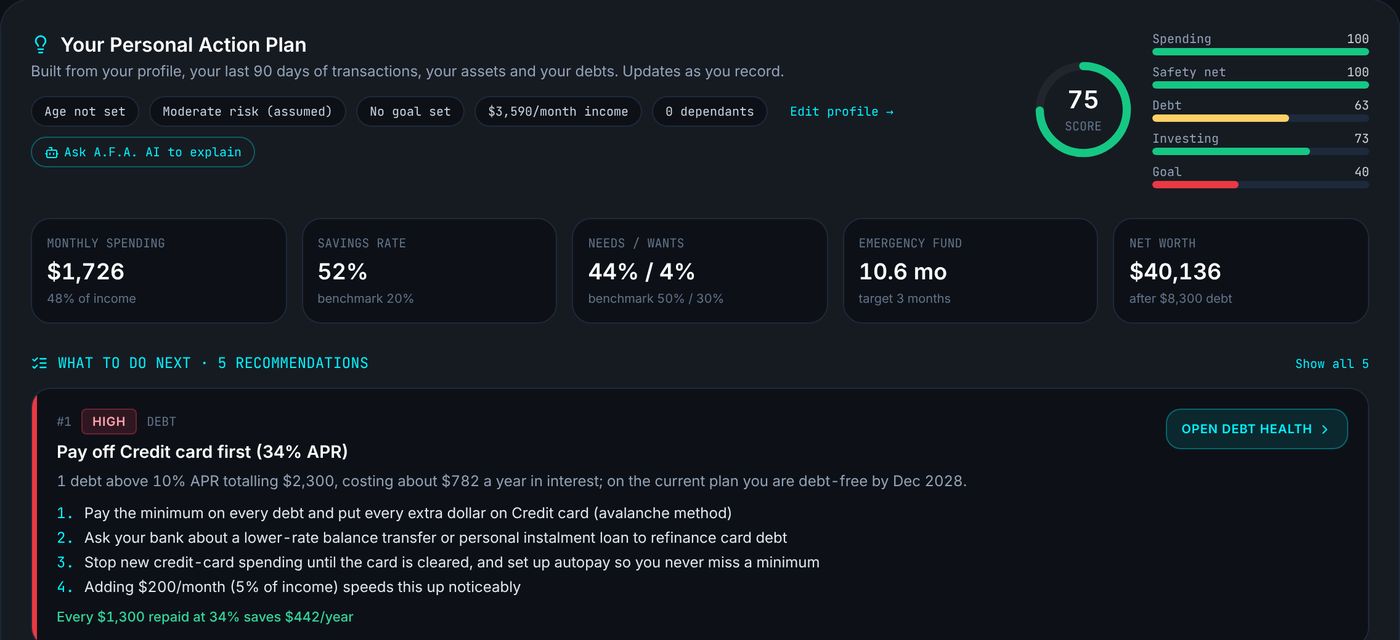 Your Personal Action Plan
Built from your profile, your last 90 days of transactions, your assets and your debts. Updates as you record.
Age not set
Moderate risk (assumed)
No goal set
$3,590/month income
0 dependants
Edit profile →
Ask A.F.A. AI to explain
75
SCORE
Spending 100
Safety net 100
Debt 63
Investing 73
Goal 40
MONTHLY SPENDING
$1,726
48% of income
SAVINGS RATE
52%
benchmark 20%
NEEDS / WANTS
44% / 4%
benchmark 50% / 30%
EMERGENCY FUND
10.6 mo
target 3 months
NET WORTH
$40,136
after $8,300 debt
WHAT TO DO NEXT · 5 RECOMMENDATIONS
Show all 5
#1 HIGH DEBT
OPEN DEBT HEALTH >
Pay off Credit card first (34% APR)
1 debt above 10% APR totalling $2,300, costing about $782 a year in interest; on the current plan you are debt-free by Dec 2028.
1. Pay the minimum on every debt and put every extra dollar on Credit card (avalanche method)
2. Ask your bank about a lower-rate balance transfer or personal instalment loan to refinance card debt
3. Stop new credit-card spending until the card is cleared, and set up autopay so you never miss a minimum
4. Adding $200/month (5% of income) speeds this up noticeably
Every $1,300 repaid at 34% saves $442/year